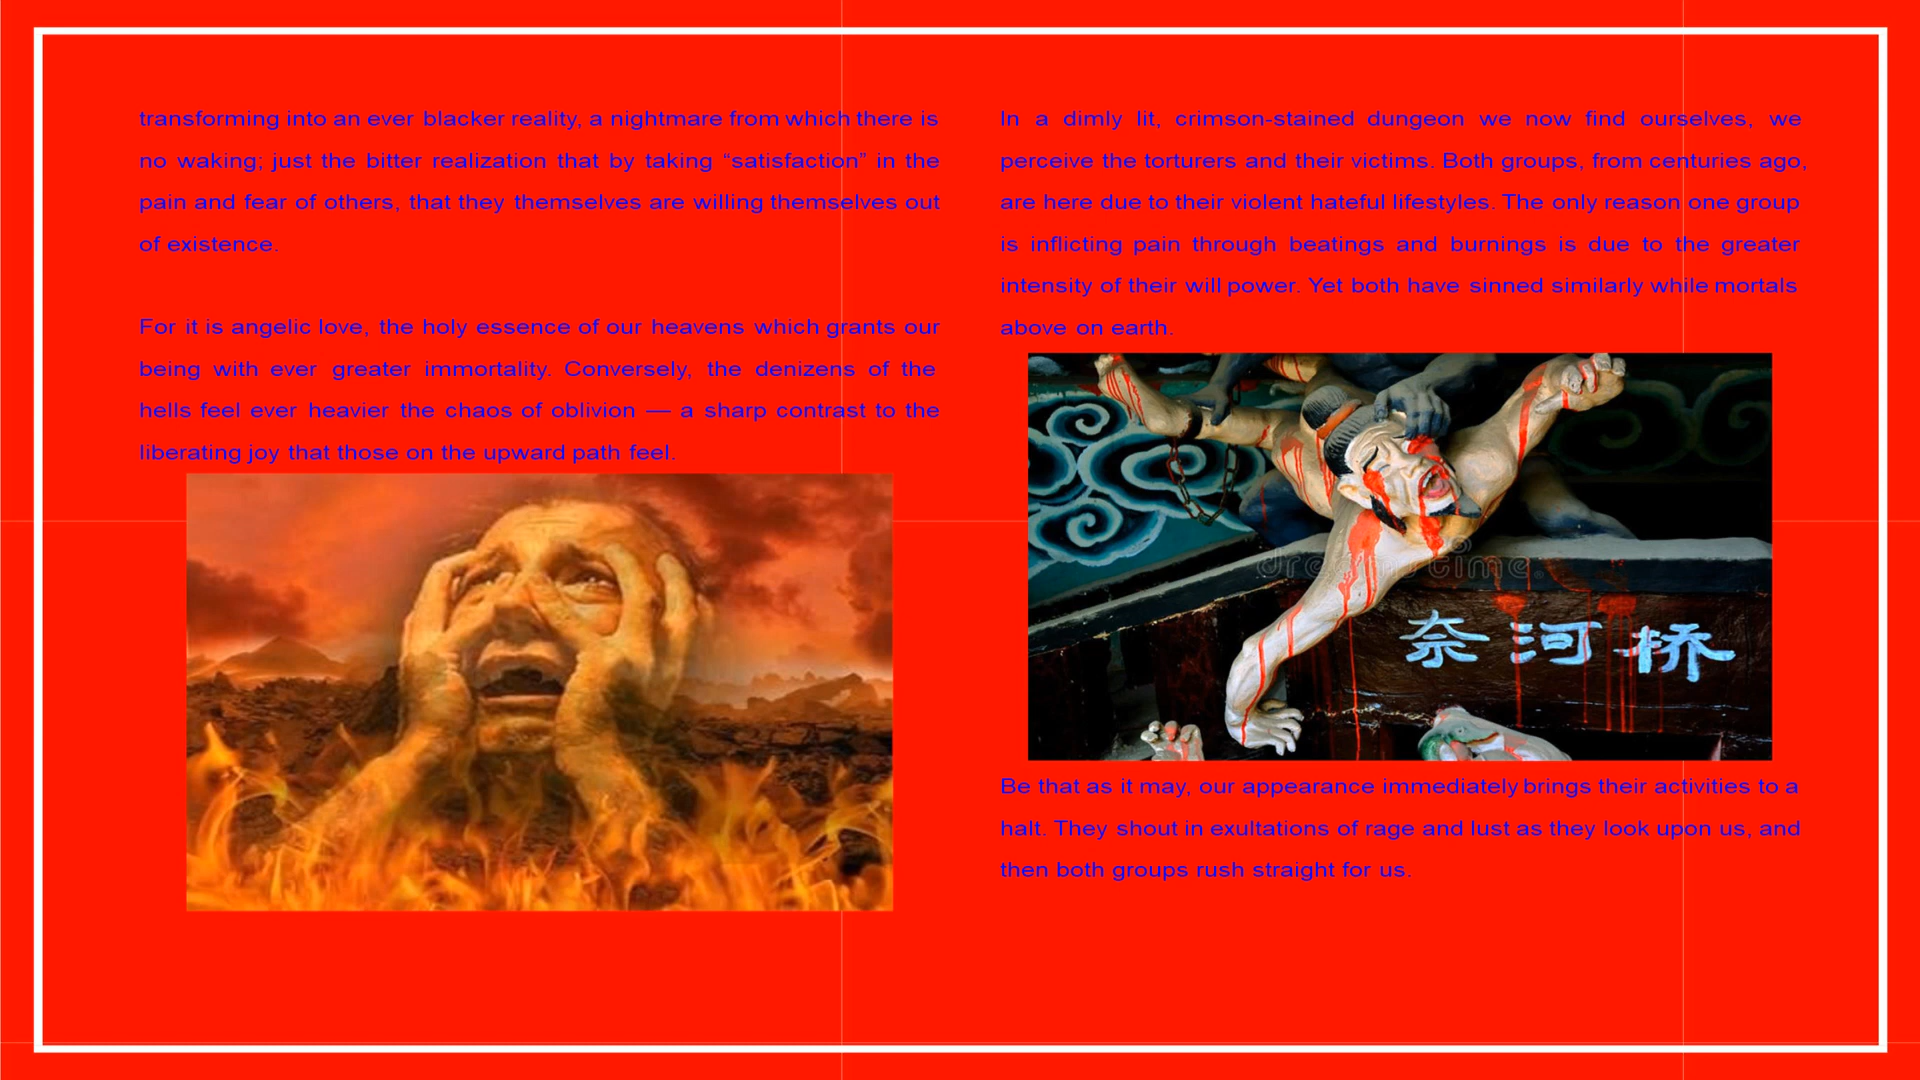 transforming into an ever blacker reality, a nightmare from which there is
no waking; just the bitter realization that by taking “satisfaction” in the
pain and fear of others, that they themselves are willing themselves out
of existence.
For it is angelic love, the holy essence of our heavens which grants our
being with ever greater immortality. Conversely, the denizens of the
hells feel ever heavier the chaos of oblivion — a sharp contrast to the
liberating joy that those on the upward path feel.
In a dimly lit, crimson-stained dungeon we now find ourselves, we
perceive the torturers and their victims. Both groups, from centuries ago,
are here due to their violent hateful lifestyles. The only reason one group
is inflicting pain through beatings and burnings is due to the greater
intensity of their will power. Yet both have sinned similarly while mortals
above on earth.
dreamstime.
奈河桥
Be that as it may, our appearance immediately brings their activities to a
halt. They shout in exultations of rage and lust as they look upon us, and
then both groups rush straight for us.